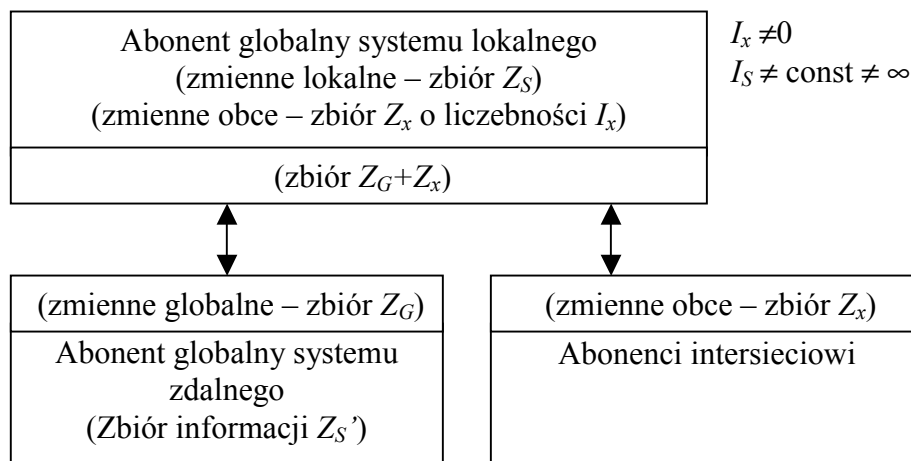 Abonent globalny systemu lokalnego
(zmienne lokalne – zbiór Z_S)
(zmienne obce – zbiór Z_x o liczebności I_x)
(zbiór Z_G+Z_x)
I_x ≠0
I_S ≠ const ≠ ∞
(zmienne globalne – zbiór Z_G)
Abonent globalny systemu
zdalnego
(Zbiór informacji Z_S’)
(zmienne obce – zbiór Z_x)
Abonenci intersieciowi